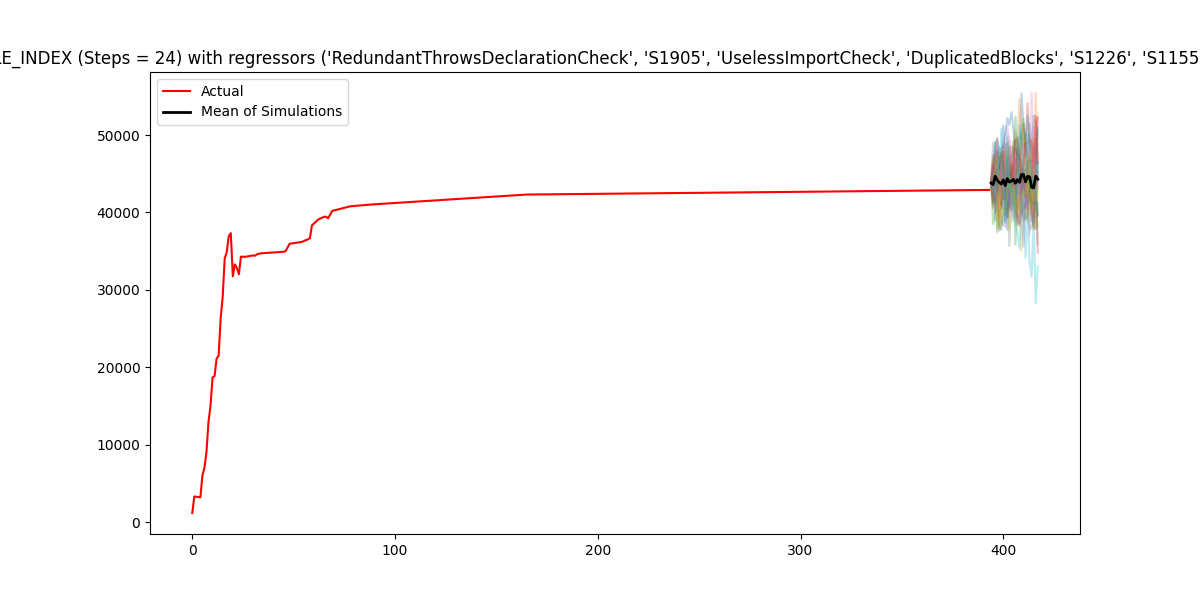 E_INDEX (Steps = 24) with regressors ('RedundantThrowsDeclarationCheck', 'S1905', 'UselessImportCheck', 'DuplicatedBlocks', 'S1226', 'S1155
Actual
Mean of Simulations
50000
40000
30000
20000
10000
0
0 100 200 300 400